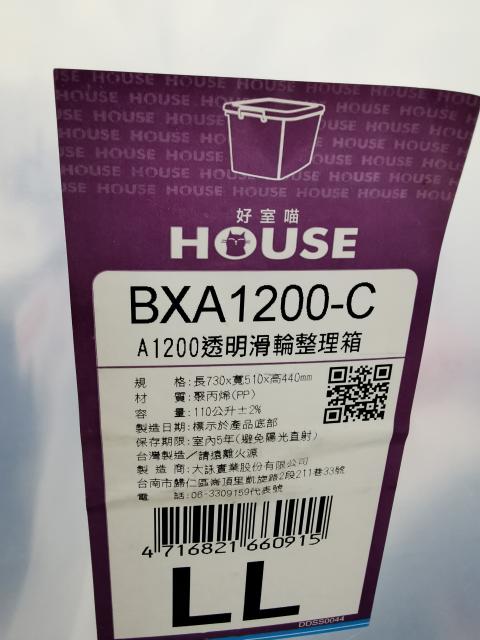 好室喵
HOUSE
BXA1200-C
A1200透明滑輪整理箱
規 格:長730x寬510x高440mm
材 質:聚丙烯(PP)
容 量:110公升±2%
製造日期:標示於產品底部
保存期限:室內5年(避免陽光直射)
台灣製造/請遠離火源
製 造 商:大詠實業股份有限公司
台南市歸仁區崙頂里凱旋路2段211巷33號
電 話:06-3309159代表號
4 716821 660915
LL
DDSS0044